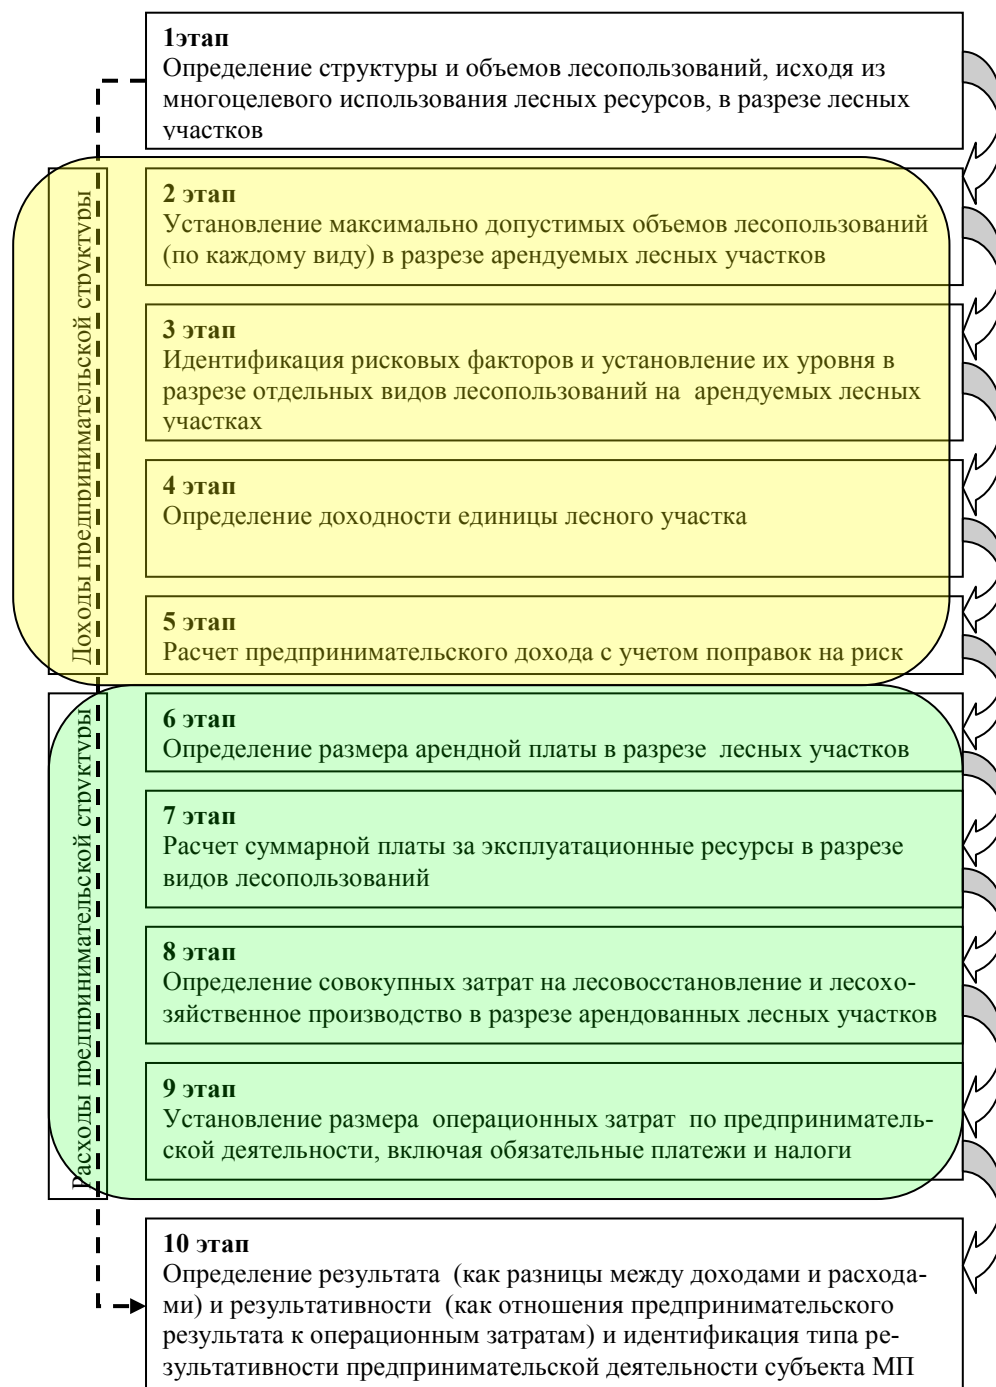 1этап
Определение структуры и объемов лесопользований, исходя из
многоцелевого использования лесных ресурсов, в разрезе лесных
участков
Доходы предпринимательской структуры
2 этап
Установление максимально допустимых объемов лесопользований
(по каждому виду) в разрезе арендуемых лесных участков
3 этап
Идентификация рисковых факторов и установление их уровня в
разрезе отдельных видов лесопользований на арендуемых лесных
участках
4 этап
Определение доходности единицы лесного участка
5 этап
Расчет предпринимательского дохода с учетом поправок на риск
Расходы предпринимательской структуры
6 этап
Определение размера арендной платы в разрезе лесных участков
7 этап
Расчет суммарной платы за эксплуатационные ресурсы в разрезе
видов лесопользований
8 этап
Определение совокупных затрат на лесовосстановление и лесохо-
зяйственное производство в разрезе арендованных лесных участков
9 этап
Установление размера операционных затрат по предприниматель-
ской деятельности, включая обязательные платежи и налоги
10 этап
Определение результата (как разницы между доходами и расхода-
ми) и результативности (как отношения предпринимательского
результата к операционным затратам) и идентификация типа ре-
зультативности предпринимательской деятельности субъекта МП